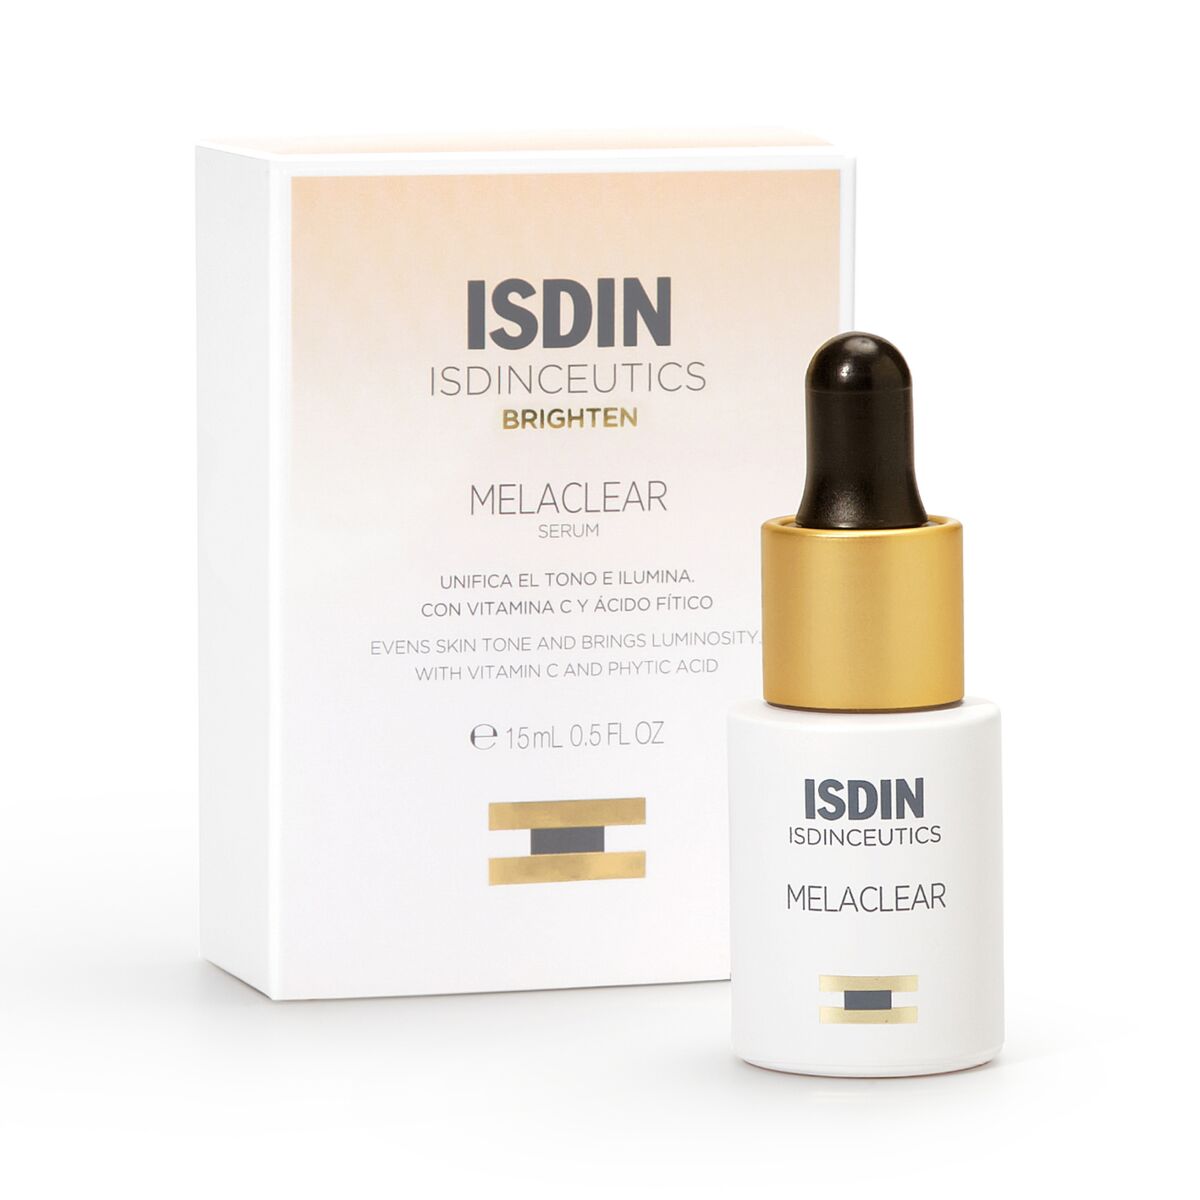 ISDIN
ISDINCEUTICS
BRIGHTEN
MELACLEAR
SERUM
UNIFICA EL TONO E ILUMINA.
CON VITAMINA C Y ÁCIDO FÍTICO
EVENS SKIN TONE AND BRINGS LUMINOSITY.
WITH VITAMIN C AND PHYTIC ACID
℮ 15mL 0.5 FL OZ
ISDIN
ISDINCEUTICS
MELACLEAR